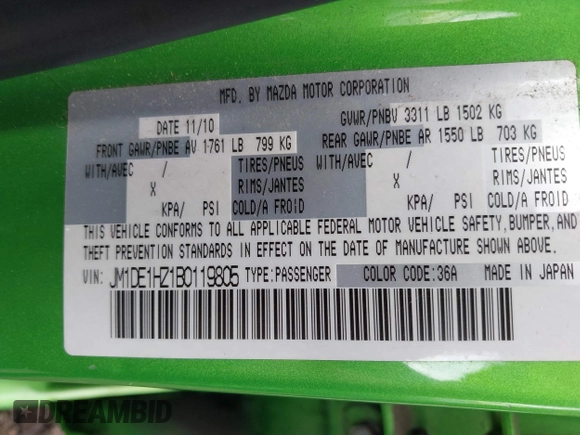 MFD. BY MAZDA MOTOR CORPORATION
DATE 11/10 GVWR/PNBV 3311 LB 1502 KG
FRONT GAWR/PNBE AV 1761 LB 799 KG REAR GAWR/PNBE AR 1550 LB 703 KG
WITH/AVEC / TIRES/PNEUS WITH/AVEC / TIRES/PNEUS
X RIMS/JANTES X RIMS/JANTES
KPA/ PSI COLD/A FROID KPA/ PSI COLD/A FROID
THIS VEHICLE CONFORMS TO ALL APPLICABLE FEDERAL MOTOR VEHICLE SAFETY, BUMPER, AND
THEFT PREVENTION STANDARDS IN EFFECT ON THE DATE OF MANUFACTURE SHOWN ABOVE.
VIN: JM1DE1HZ1B0119805 TYPE:PASSENGER COLOR CODE:36A MADE IN JAPAN
DREAMBID